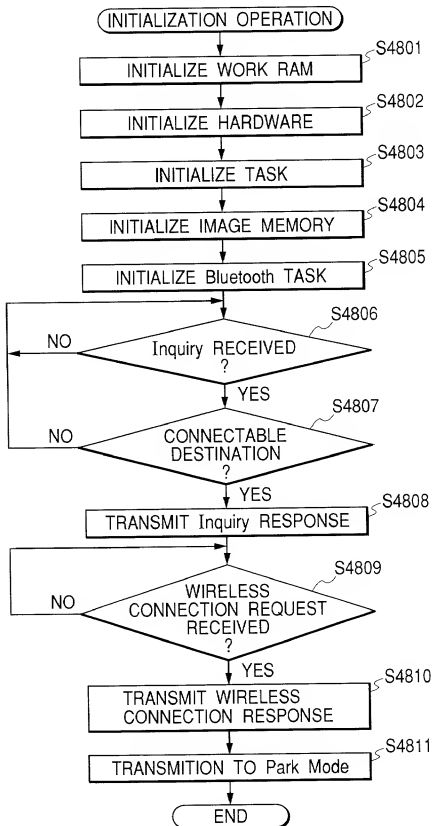 INITIALIZATION OPERATION
S4801
INITIALIZE WORK RAM
S4802
INITIALIZE HARDWARE
S4803
INITIALIZE TASK
S4804
INITIALIZE IMAGE MEMORY
S4805
INITIALIZE Bluetooth TASK
S4806
NO
Inquiry RECEIVED
?
YES
S4807
NO
CONNECTABLE
DESTINATION
?
YES
S4808
TRANSMIT Inquiry RESPONSE
S4809
NO
WIRELESS
CONNECTION REQUEST
RECEIVED
?
YES
S4810
TRANSMIT WIRELESS
CONNECTION RESPONSE
S4811
TRANSMITION TO Park Mode
END